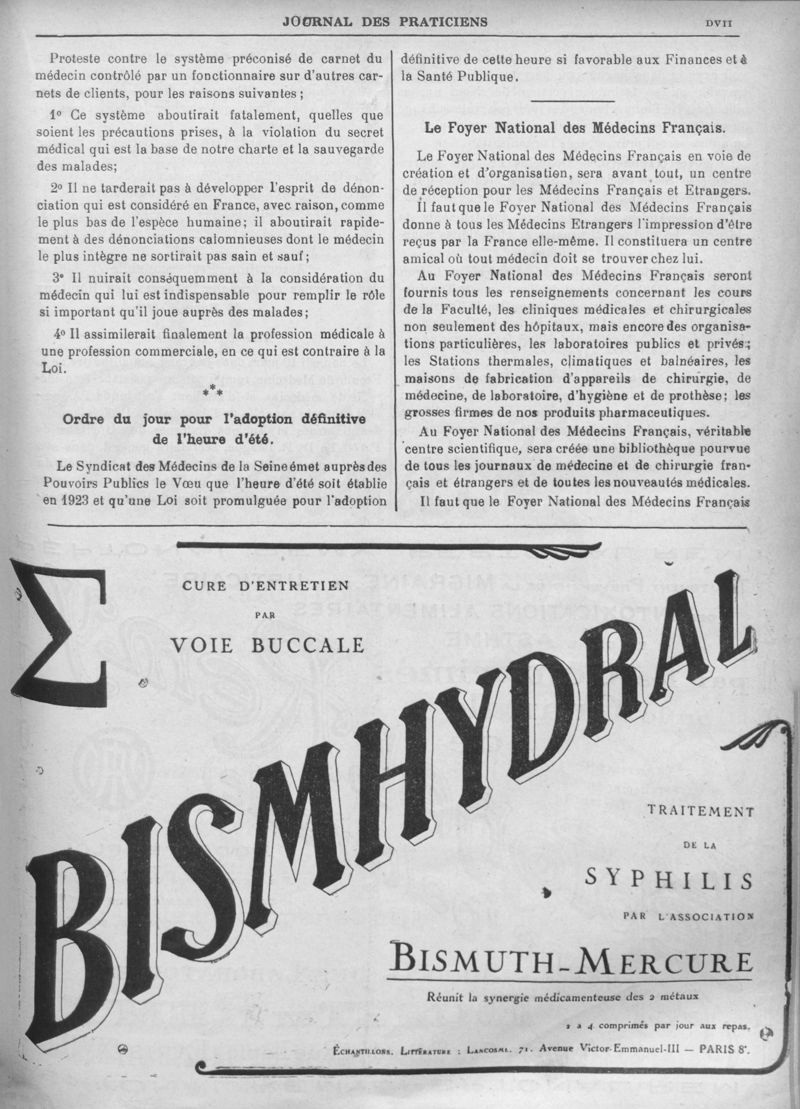 JOURNAL DES PRATICIENS
DVII
Proteste contre le système préconisé de carnet du
médecin contrôlé par un fonctionnaire sur d'autres car-
nets de clients, pour les raisons suivantes ;
1º Ce système aboutirait fatalement, quelles que
soient les précautions prises, à la violation du secret
médical qui est la base de notre charte et la sauvegarde
des malades;
2º Il ne tarderait pas à développer l'esprit de dénon-
ciation qui est considéré en France, avec raison, comme
le plus bas de l'espèce humaine; il aboutirait rapide-
ment à des dénonciations calomnieuses dont le médecin
le plus intègre ne sortirait pas sain et sauf;
3º Il nuirait conséquemment à la considération du
médecin qui lui est indispensable pour remplir le rôle
si important qu'il joue auprès des malades;
4º Il assimilerait finalement la profession médicale à
une profession commerciale, en ce qui est contraire à la
Loi.
***
Ordre du jour pour l'adoption définitive
de l'heure d'été.
Le Syndicat des Médecins de la Seine émet auprès des
Pouvoirs Publics le Vœu que l'heure d'été soit établie
en 1923 et qu'une Loi soit promulguée pour l'adoption
définitive de cette heure si favorable aux Finances et à
la Santé Publique.
Le Foyer National des Médecins Français.
Le Foyer National des Médecins Français en voie de
création et d'organisation, sera avant tout, un centre
de réception pour les Médecins Français et Etrangers.
Il faut que le Foyer National des Médecins Français
donne à tous les Médecins Etrangers l'impression d'être
reçus par la France elle-même. Il constituera un centre
amical où tout médecin doit se trouver chez lui.
Au Foyer National des Médecins Français seront
fournis tous les renseignements concernant les cours
de la Faculté, les cliniques médicales et chirurgicales
non seulement des hôpitaux, mais encore des organisa-
tions particulières, les laboratoires publics et privés;
les Stations thermales, climatiques et balnéaires, les
maisons de fabrication d'appareils de chirurgie, de
médecine, de laboratoire, d'hygiène et de prothèse; les
grosses firmes de nos produits pharmaceutiques.
Au Foyer National des Médecins Français, véritable
centre scientifique, sera créée une bibliothèque pourvue
de tous les journaux de médecine et de chirurgie fran-
çais et étrangers et de toutes les nouveautés médicales.
Il faut que le Foyer National des Médecins Français
Σ
CURE D'ENTRETIEN
PAR
VOIE BUCCALE
BISMHYDRAL
TRAITEMENT
DE LA
SYPHILIS
PAR L'ASSOCIATION
BISMUTH-MERCURE
Réunit la synergie médicamenteuse des 2 métaux
2 à 4 comprimés par jour aux repas.
ÉCHANTILLONS, LITTÉRATURE : LANCOSME, 71, Avenue Victor-Emmanuel-III — PARIS 8e.